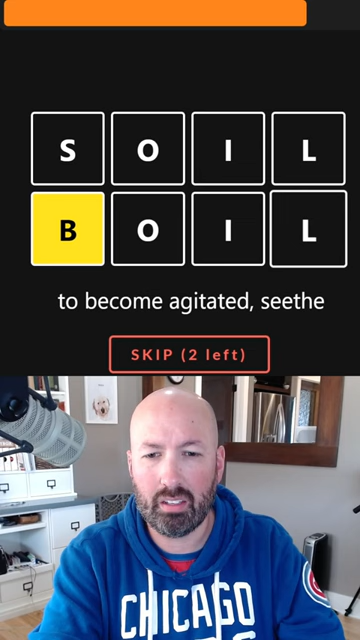 S O I L
B O I L
to become agitated, seethe
SKIP (2 left)
CHICAGO